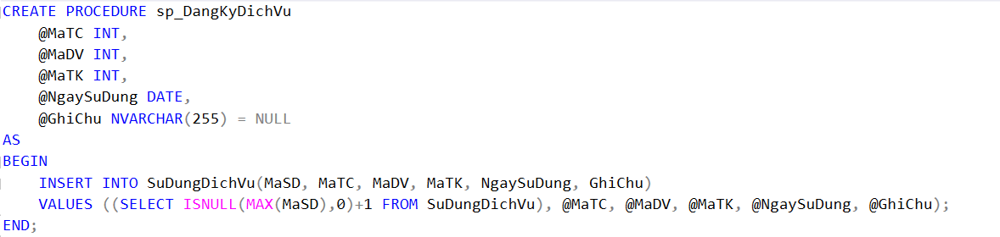 CREATE PROCEDURE sp_DangKyDichVu
    @MaTC INT,
    @MaDV INT,
    @MaTK INT,
    @NgaySuDung DATE,
    @GhiChu NVARCHAR(255) = NULL
AS
BEGIN
    INSERT INTO SuDungDichVu(MaSD, MaTC, MaDV, MaTK, NgaySuDung, GhiChu)
    VALUES ((SELECT ISNULL(MAX(MaSD),0)+1 FROM SuDungDichVu), @MaTC, @MaDV, @MaTK, @NgaySuDung, @GhiChu);
END;